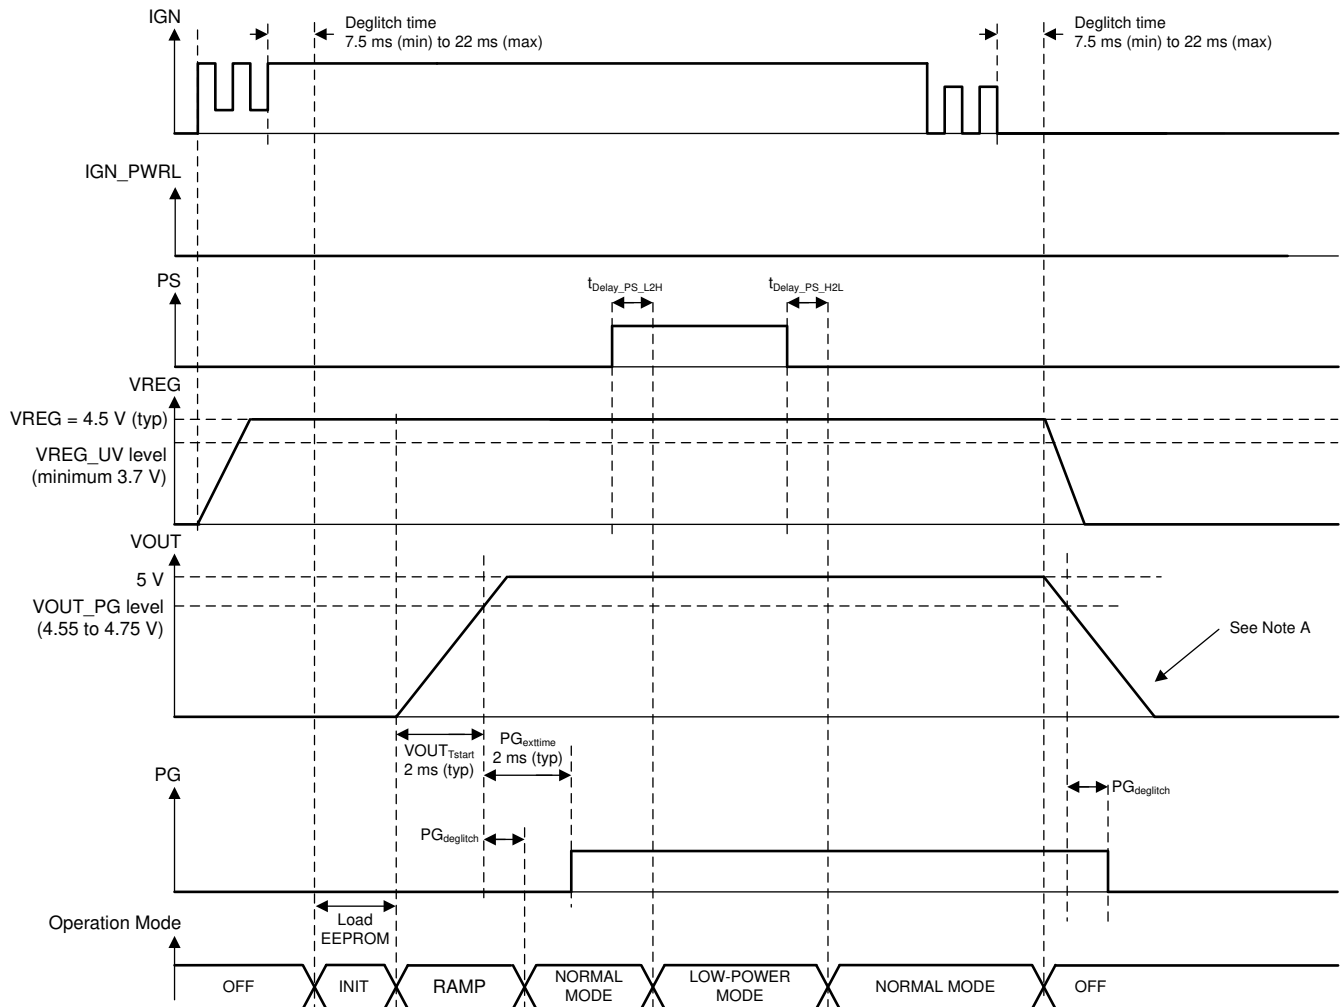 IGN
Deglitch time
7.5 ms (min) to 22 ms (max)
Deglitch time
7.5 ms (min) to 22 ms (max)
IGN_PWRL
PS
tDelay_PS_L2H
tDelay_PS_H2L
VREG
VREG = 4.5 V (typ)
VREG_UV level
(minimum 3.7 V)
VOUT
5 V
VOUT_PG level
(4.55 to 4.75 V)
See Note A
VOUTTstart
2 ms (typ)
PGexttime
2 ms (typ)
PG
PGdeglitch
PGdeglitch
Operation Mode
Load
EEPROM
OFF
INIT
RAMP
NORMAL
MODE
LOW-POWER
MODE
NORMAL MODE
OFF